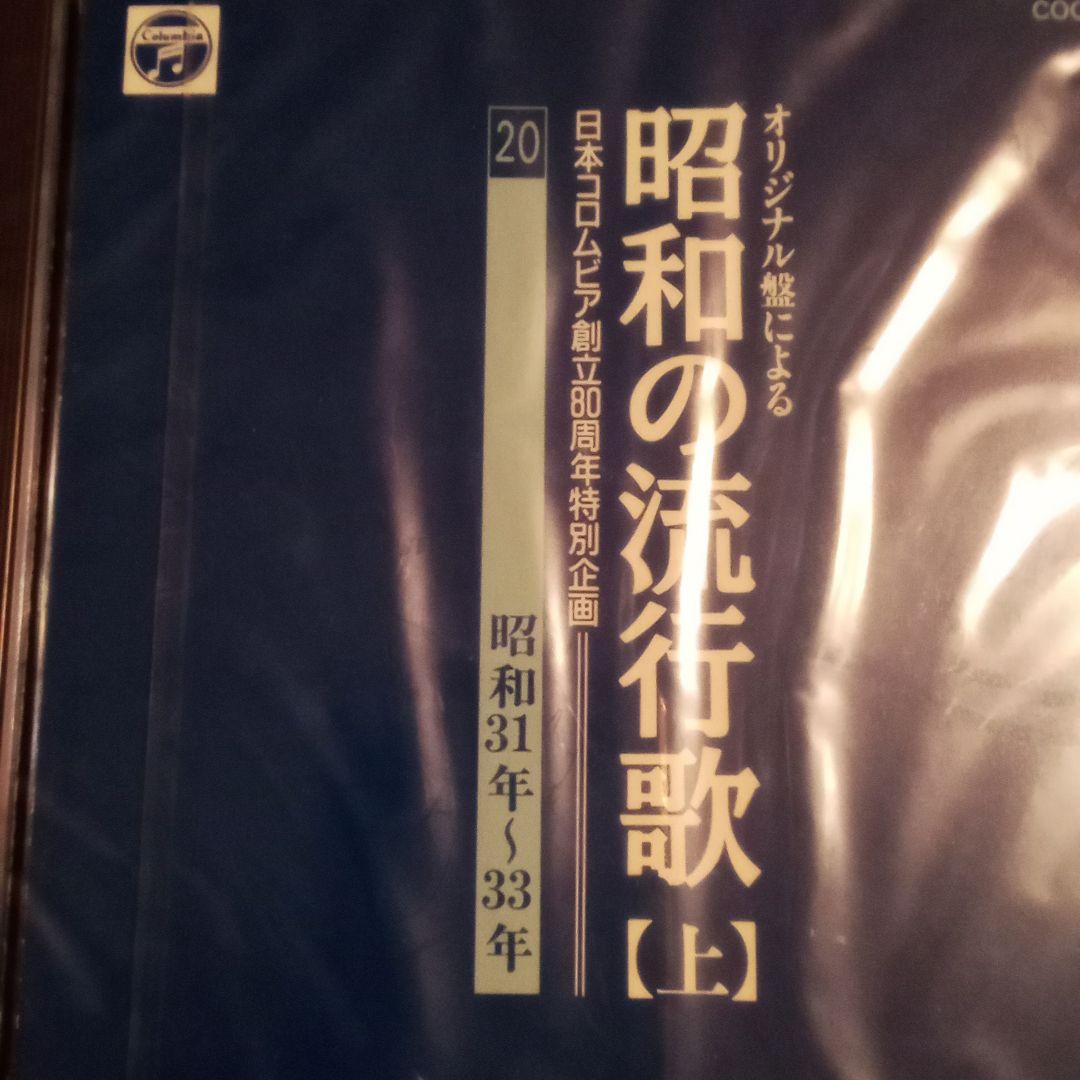 Columbia
オリジナル盤による
昭和の流行歌【上】
日本コロムビア創立80周年特別企画
20
昭和31年〜33年